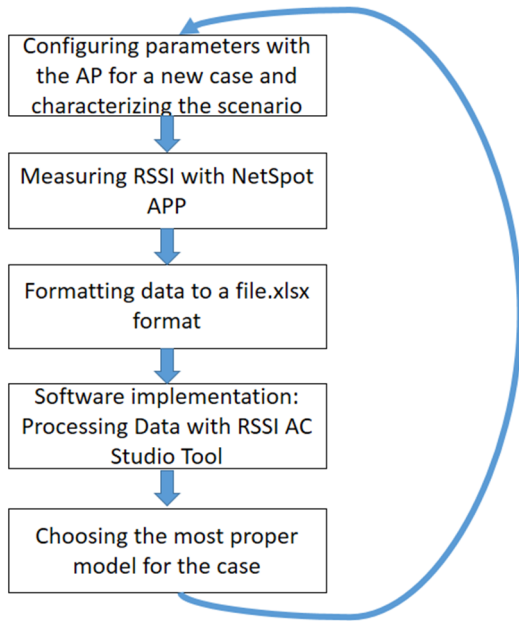 Configuring parameters with
the AP for a new case and
characterizing the scenario
Measuring RSSI with NetSpot
APP
Formatting data to a file.xlsx
format
Software implementation:
Processing Data with RSSI AC
Studio Tool
Choosing the most proper
model for the case